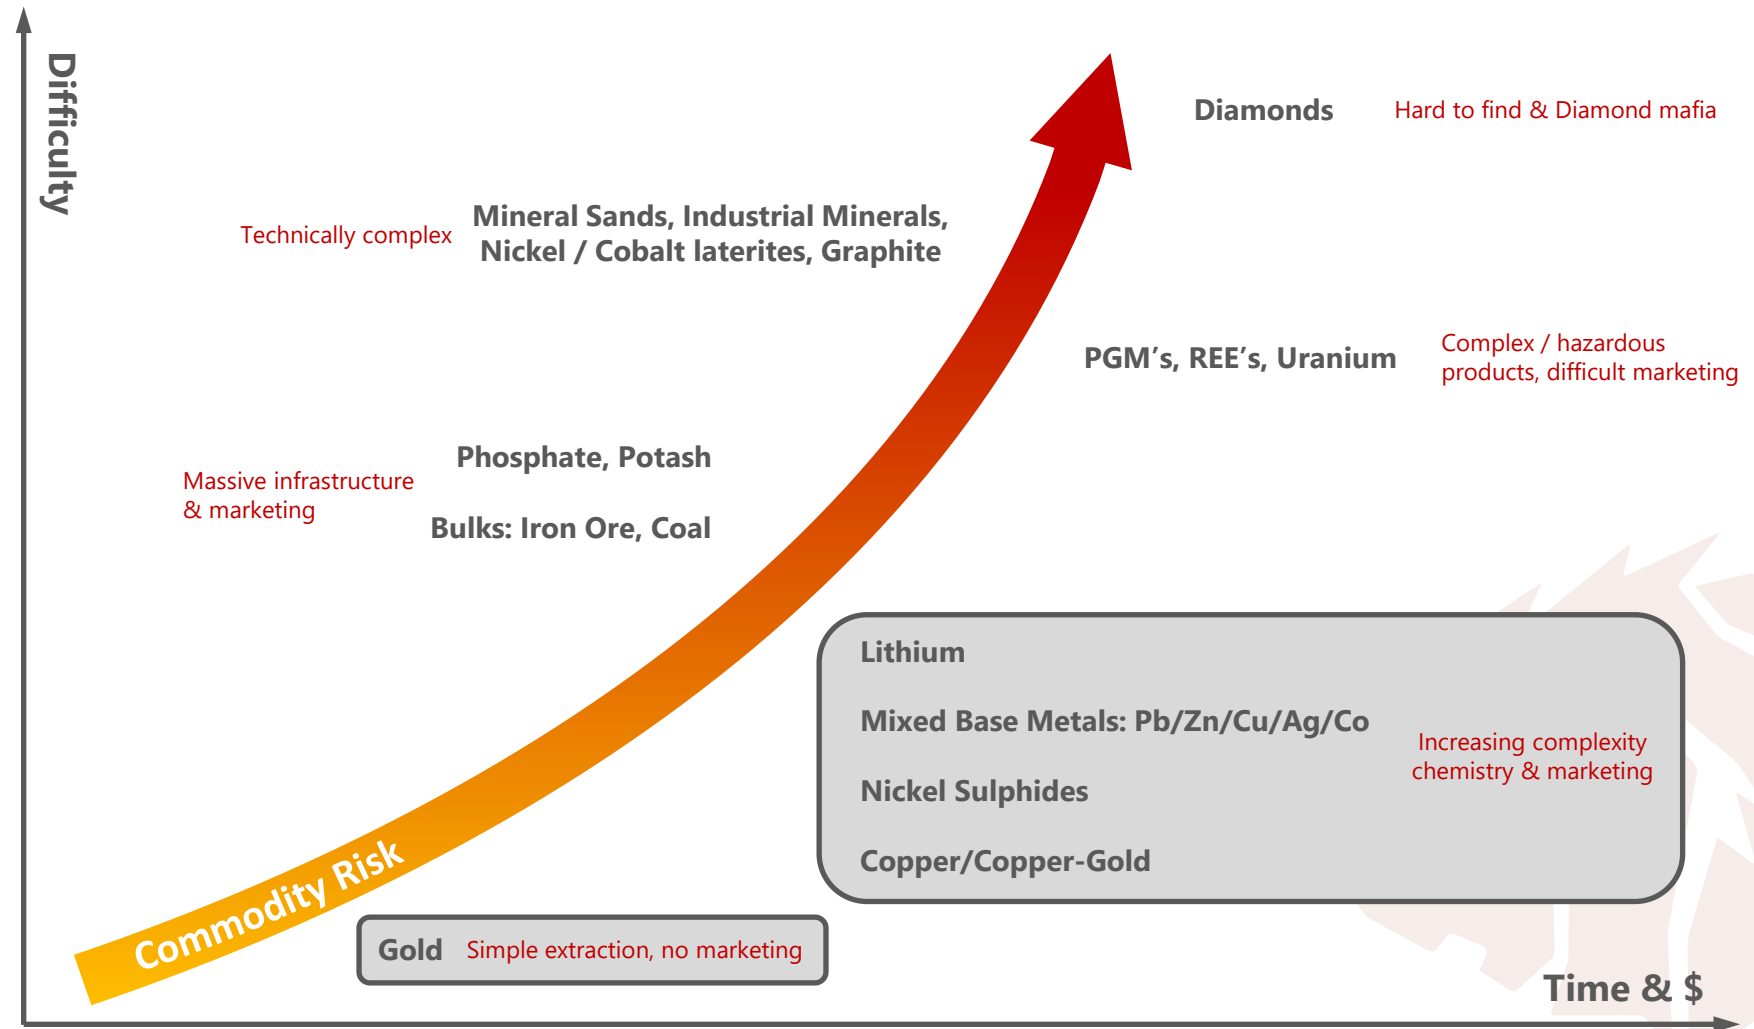 Difficulty
Diamonds
Hard to find & Diamond mafia
Technically complex
Mineral Sands, Industrial Minerals,
Nickel / Cobalt laterites, Graphite
PGM’s, REE’s, Uranium
Complex / hazardous
products, difficult marketing
Massive infrastructure
& marketing
Phosphate, Potash
Bulks: Iron Ore, Coal
Lithium
Mixed Base Metals: Pb/Zn/Cu/Ag/Co
Nickel Sulphides
Copper/Copper-Gold
Increasing complexity
chemistry & marketing
Commodity Risk
Gold
Simple extraction, no marketing
Time & $